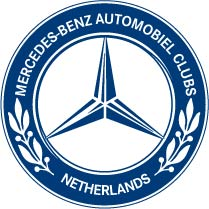 MERCEDES-BENZ AUTOMOBIEL CLUBS
NETHERLANDS